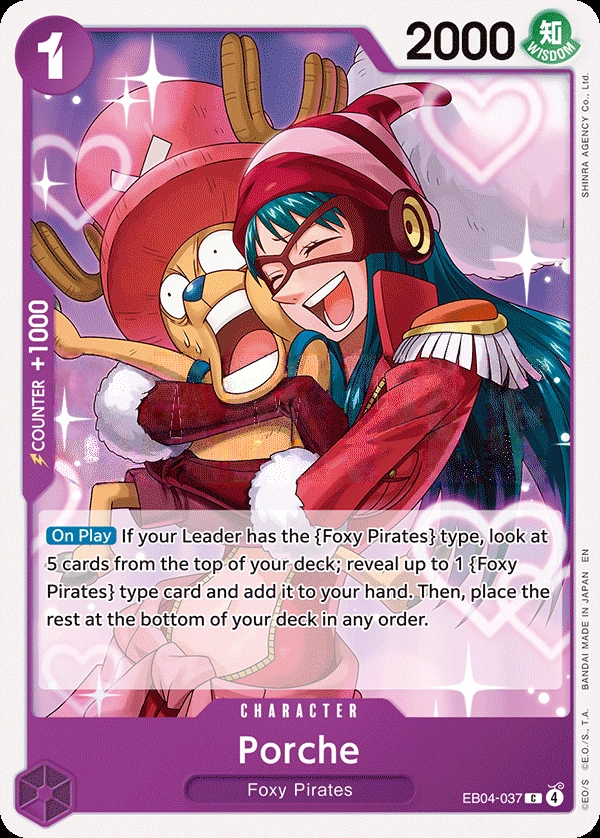 1
2000
知
WISDOM
SHINRA AGENCY Co., Ltd.
COUNTER +1000
On Play If your Leader has the {Foxy Pirates} type, look at
5 cards from the top of your deck; reveal up to 1 {Foxy
Pirates} type card and add it to your hand. Then, place the
rest at the bottom of your deck in any order.
©E.O./S., T.A. BANDAI MADE IN JAPAN EN
©EO/S
CHARACTER
Porche
Foxy Pirates
EB04-037 C 4